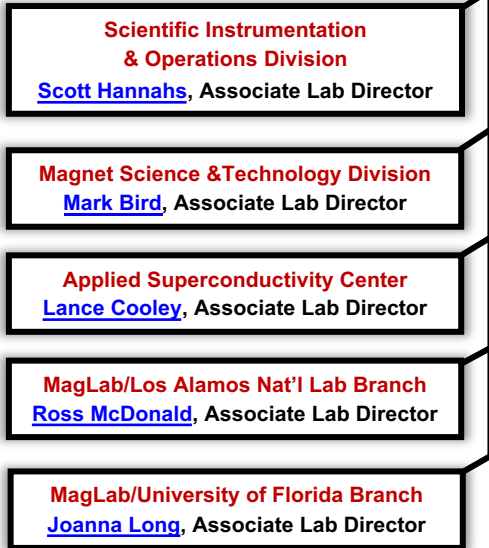 Scientific Instrumentation
& Operations Division
Scott Hannahs, Associate Lab Director
Magnet Science &Technology Division
Mark Bird, Associate Lab Director
Applied Superconductivity Center
Lance Cooley, Associate Lab Director
MagLab/Los Alamos Nat’l Lab Branch
Ross McDonald, Associate Lab Director
MagLab/University of Florida Branch
Joanna Long, Associate Lab Director